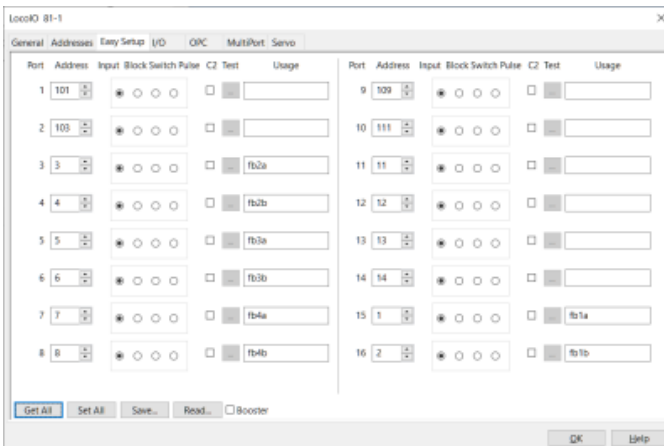 LocoIO 81-1
General Addresses Easy Setup I/O OPC MultiPort Servo
Port Address Input Block Switch Pulse C2 Test Usage Port Address Input Block Switch Pulse C2 Test Usage
1 101 ... 9 109 ...
2 103 ... 10 111 ...
3 3 ... fb2a 11 11 ...
4 4 ... fb2b 12 12 ...
5 5 ... fb3a 13 13 ...
6 6 ... fb3b 14 14 ...
7 7 ... fb4a 15 1 ... fb1a
8 8 ... fb4b 16 2 ... fb1b
Get All Set All Save... Read... Booster
OK Help